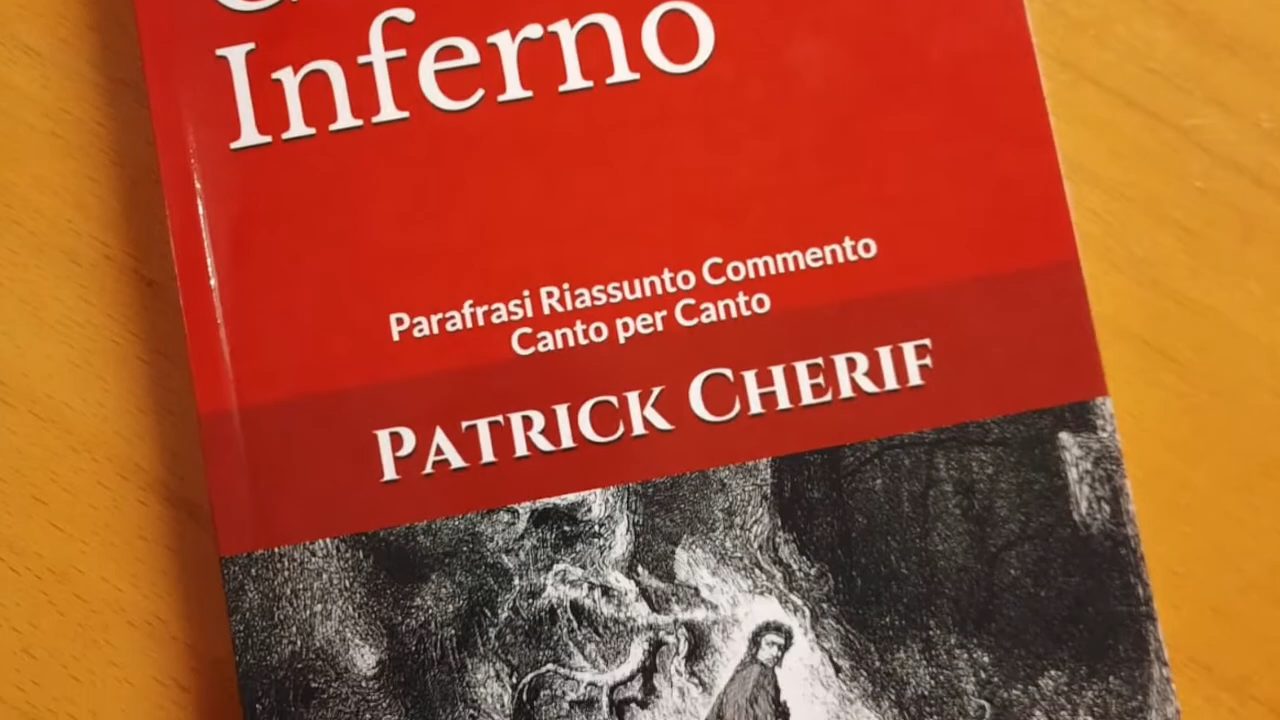 Inferno
Parafrasi Riassunto Commento
Canto per Canto
PATRICK CHERIF